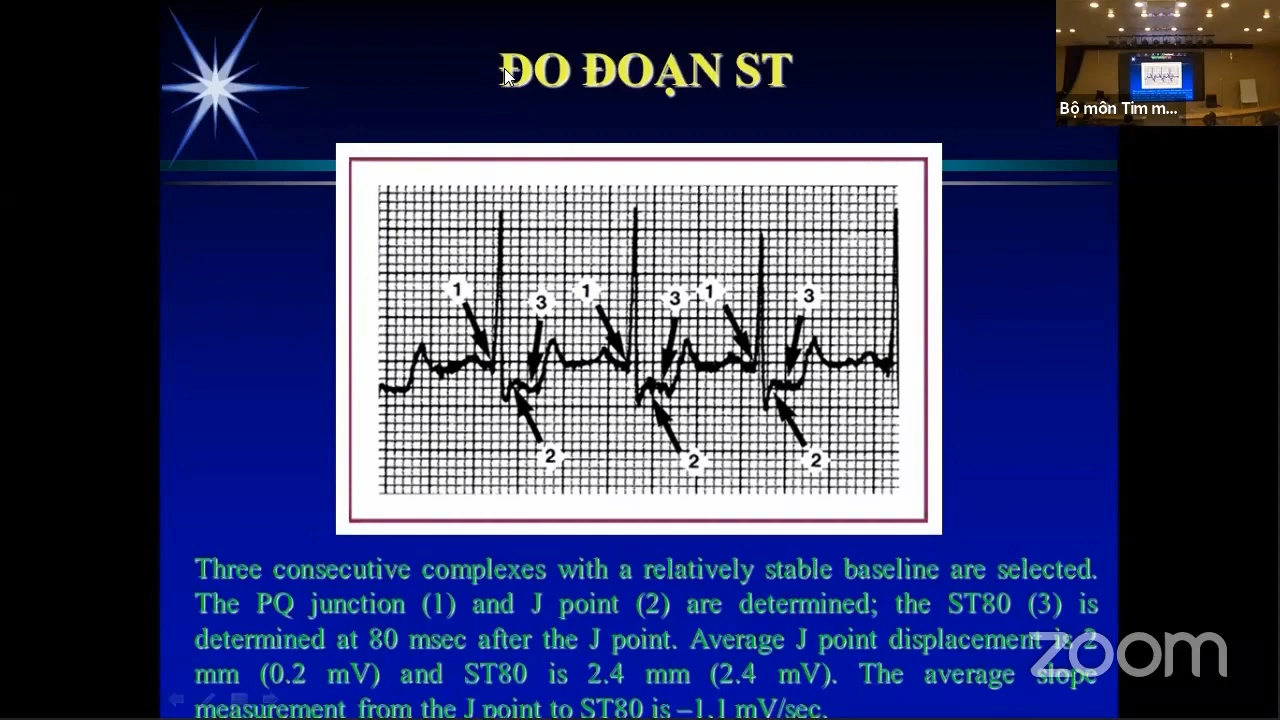 ĐO ĐOẠN ST
Bộ môn Tim m...
1
3
1
3
1
3
2
2
2
Three consecutive complexes with a relatively stable baseline are selected.
The PQ junction (1) and J point (2) are determined; the ST80 (3) is
determined at 80 msec after the J point. Average J point displacement is 2
mm (0.2 mV) and ST80 is 2.4 mm (2.4 mV). The average slope
measurement from the J point to ST80 is –1.1 mV/sec.
zoom